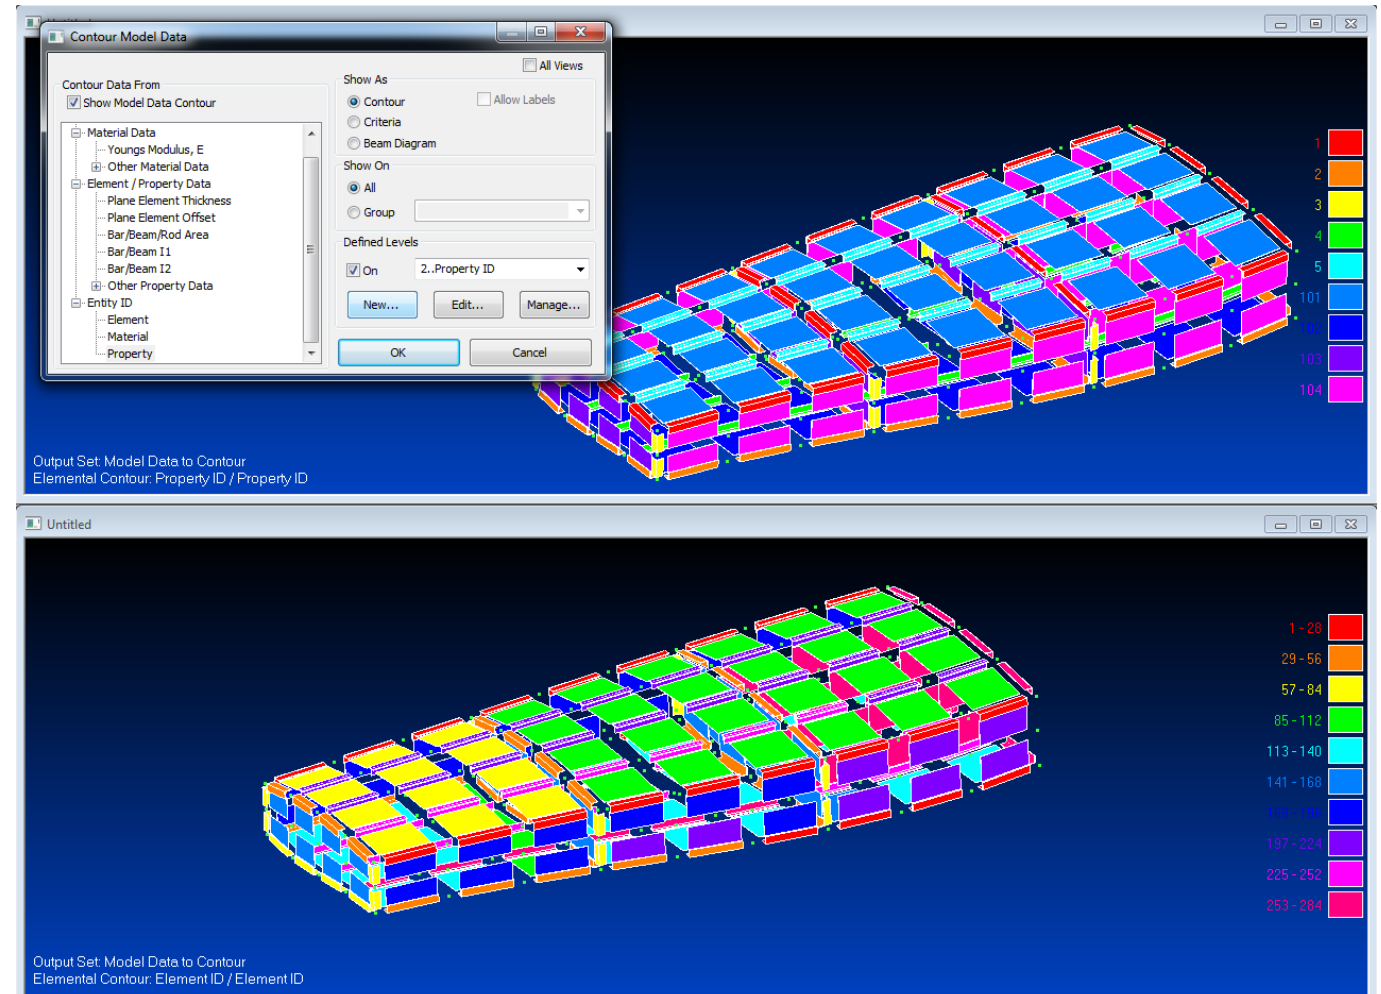 Untitled
Contour Model Data
All Views
Contour Data From
Show Model Data Contour
Material Data
Youngs Modulus, E
Other Material Data
Element / Property Data
Plane Element Thickness
Plane Element Offset
Bar/Beam/Rod Area
Bar/Beam I1
Bar/Beam I2
Other Property Data
Entity ID
Element
Material
Property
Show As
Contour
Allow Labels
Criteria
Beam Diagram
Show On
All
Group
Defined Levels
On
2..Property ID
New...
Edit...
Manage...
OK
Cancel
1
2
3
4
5
101
102
103
104
Output Set: Model Data to Contour
Elemental Contour: Property ID / Property ID
Untitled
1 - 28
29 - 56
57 - 84
85 - 112
113 - 140
141 - 168
169 - 196
197 - 224
225 - 252
253 - 284
Output Set: Model Data to Contour
Elemental Contour: Element ID / Element ID